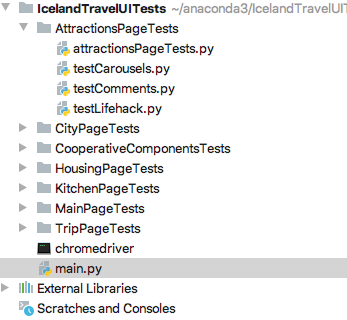 IcelandTravelUITests ~/anaconda3/IcelandTravelUIT
AttractionsPageTests
attractionsPageTests.py
testCarousels.py
testComments.py
testLifehack.py
CityPageTests
CooperativeComponentsTests
HousingPageTests
KitchenPageTests
MainPageTests
TripPageTests
chromedriver
main.py
External Libraries
Scratches and Consoles